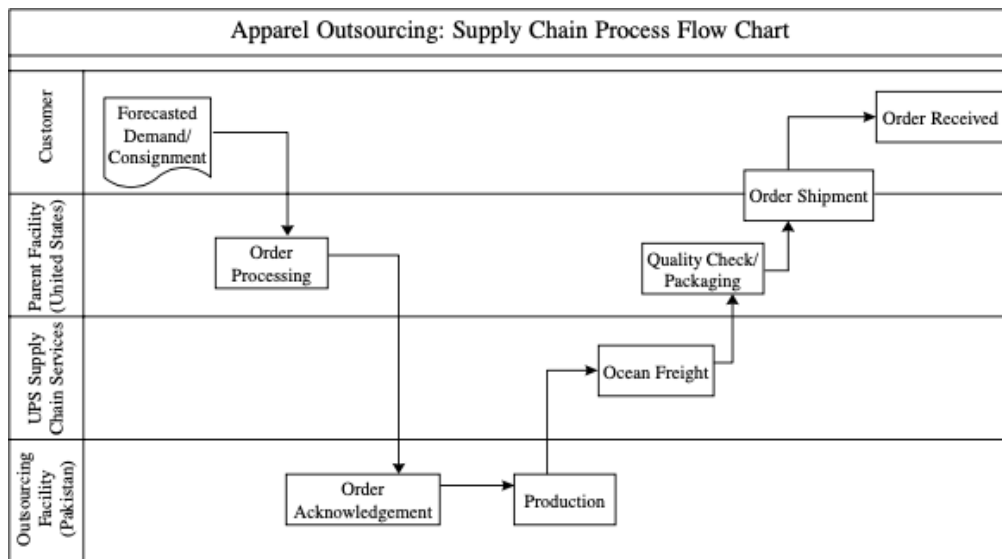 Apparel Outsourcing: Supply Chain Process Flow Chart
Customer
Forecasted
Demand/
Consignment
Order Received
Order Shipment
Parent Facility
(United States)
Order
Processing
Quality Check/
Packaging
UPS Supply
Chain Services
Ocean Freight
Outsourcing
Facility
(Pakistan)
Order
Acknowledgement
Production